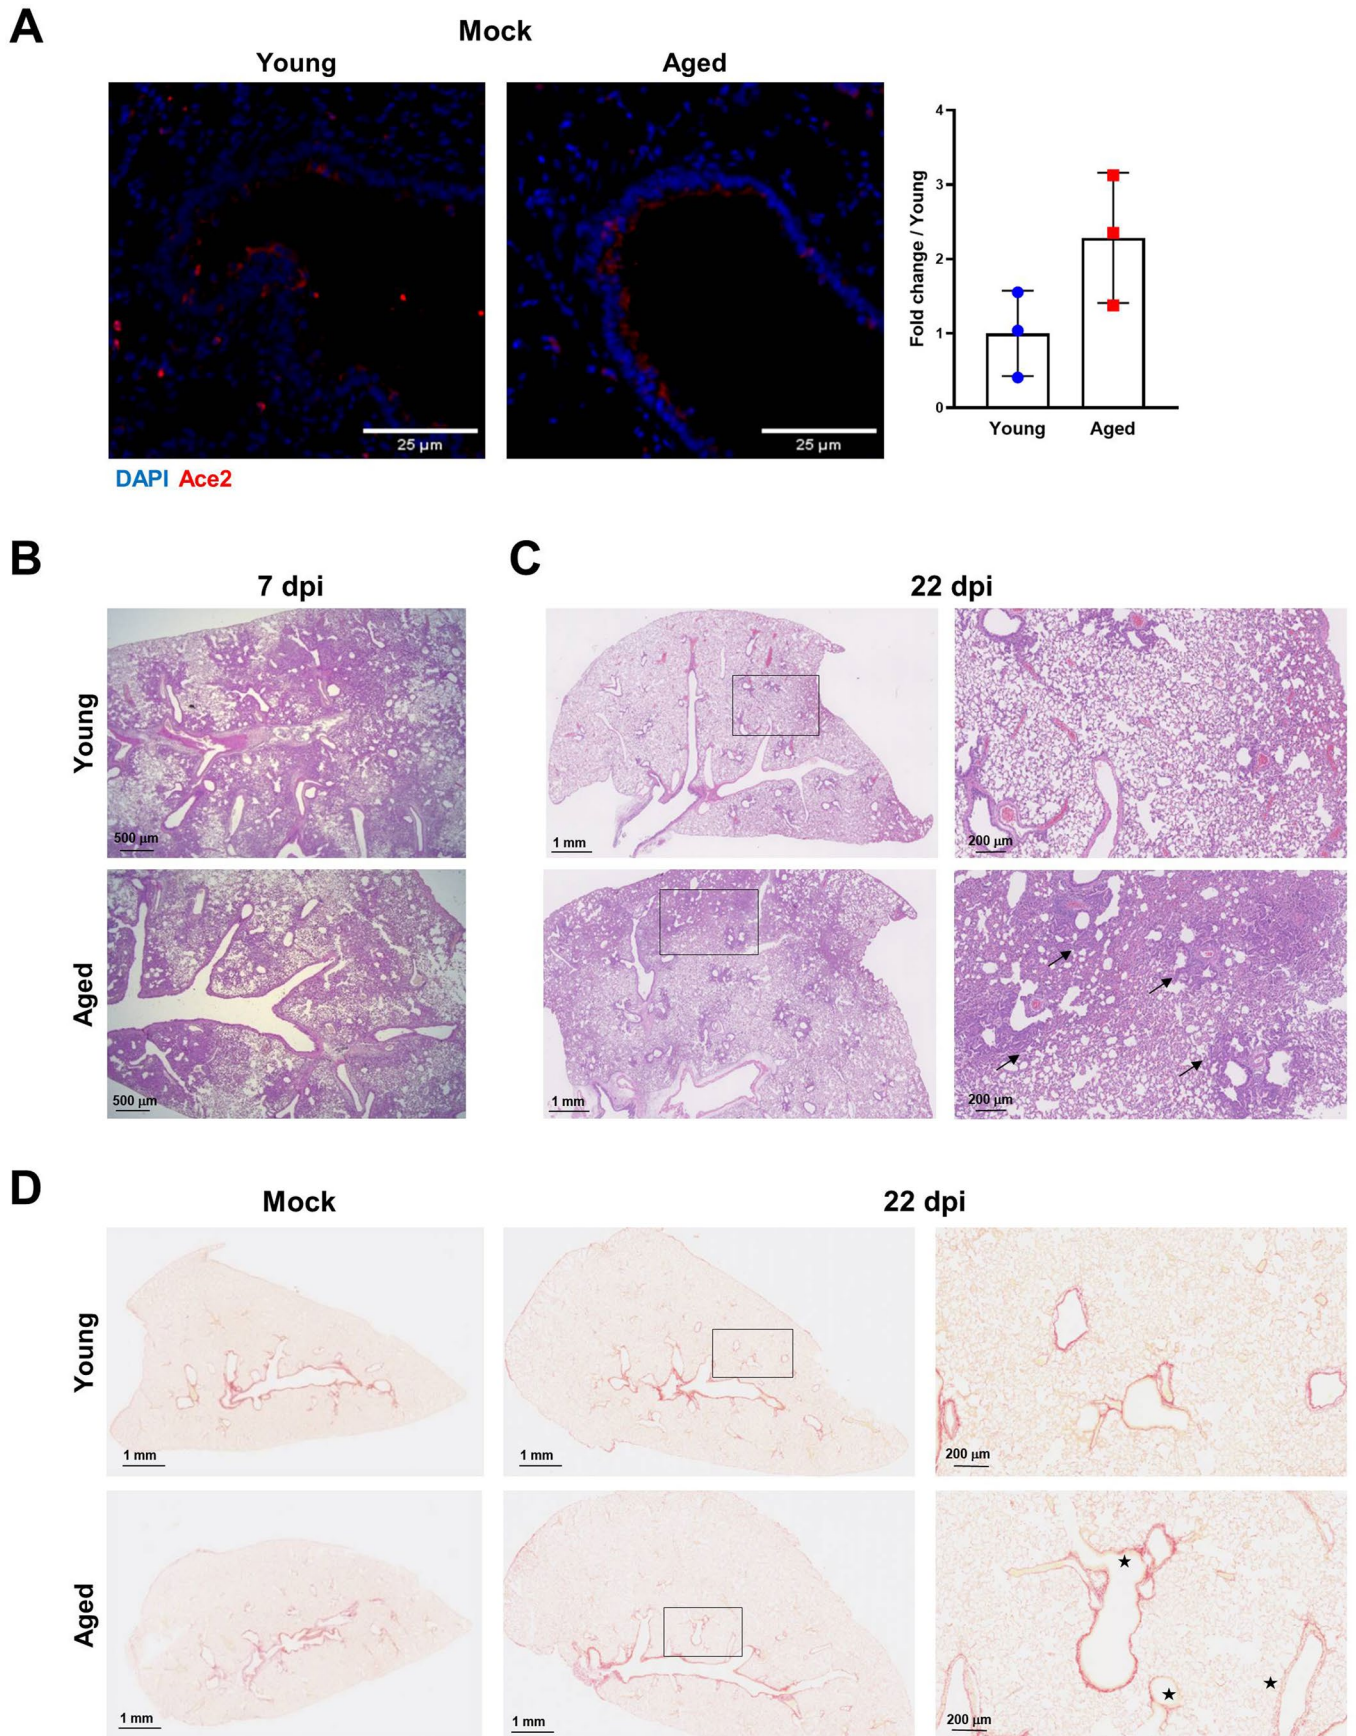 A
Mock
Young Aged
25 µm
25 µm
DAPI Ace2
Fold change / Young
4
3
2
1
0
Young Aged
B
7 dpi
Young
500 µm
Aged
500 µm
C
22 dpi
1 mm
200 µm
1 mm
200 µm
D
Mock
22 dpi
Young
1 mm
1 mm
200 µm
Aged
1 mm
1 mm
200 µm